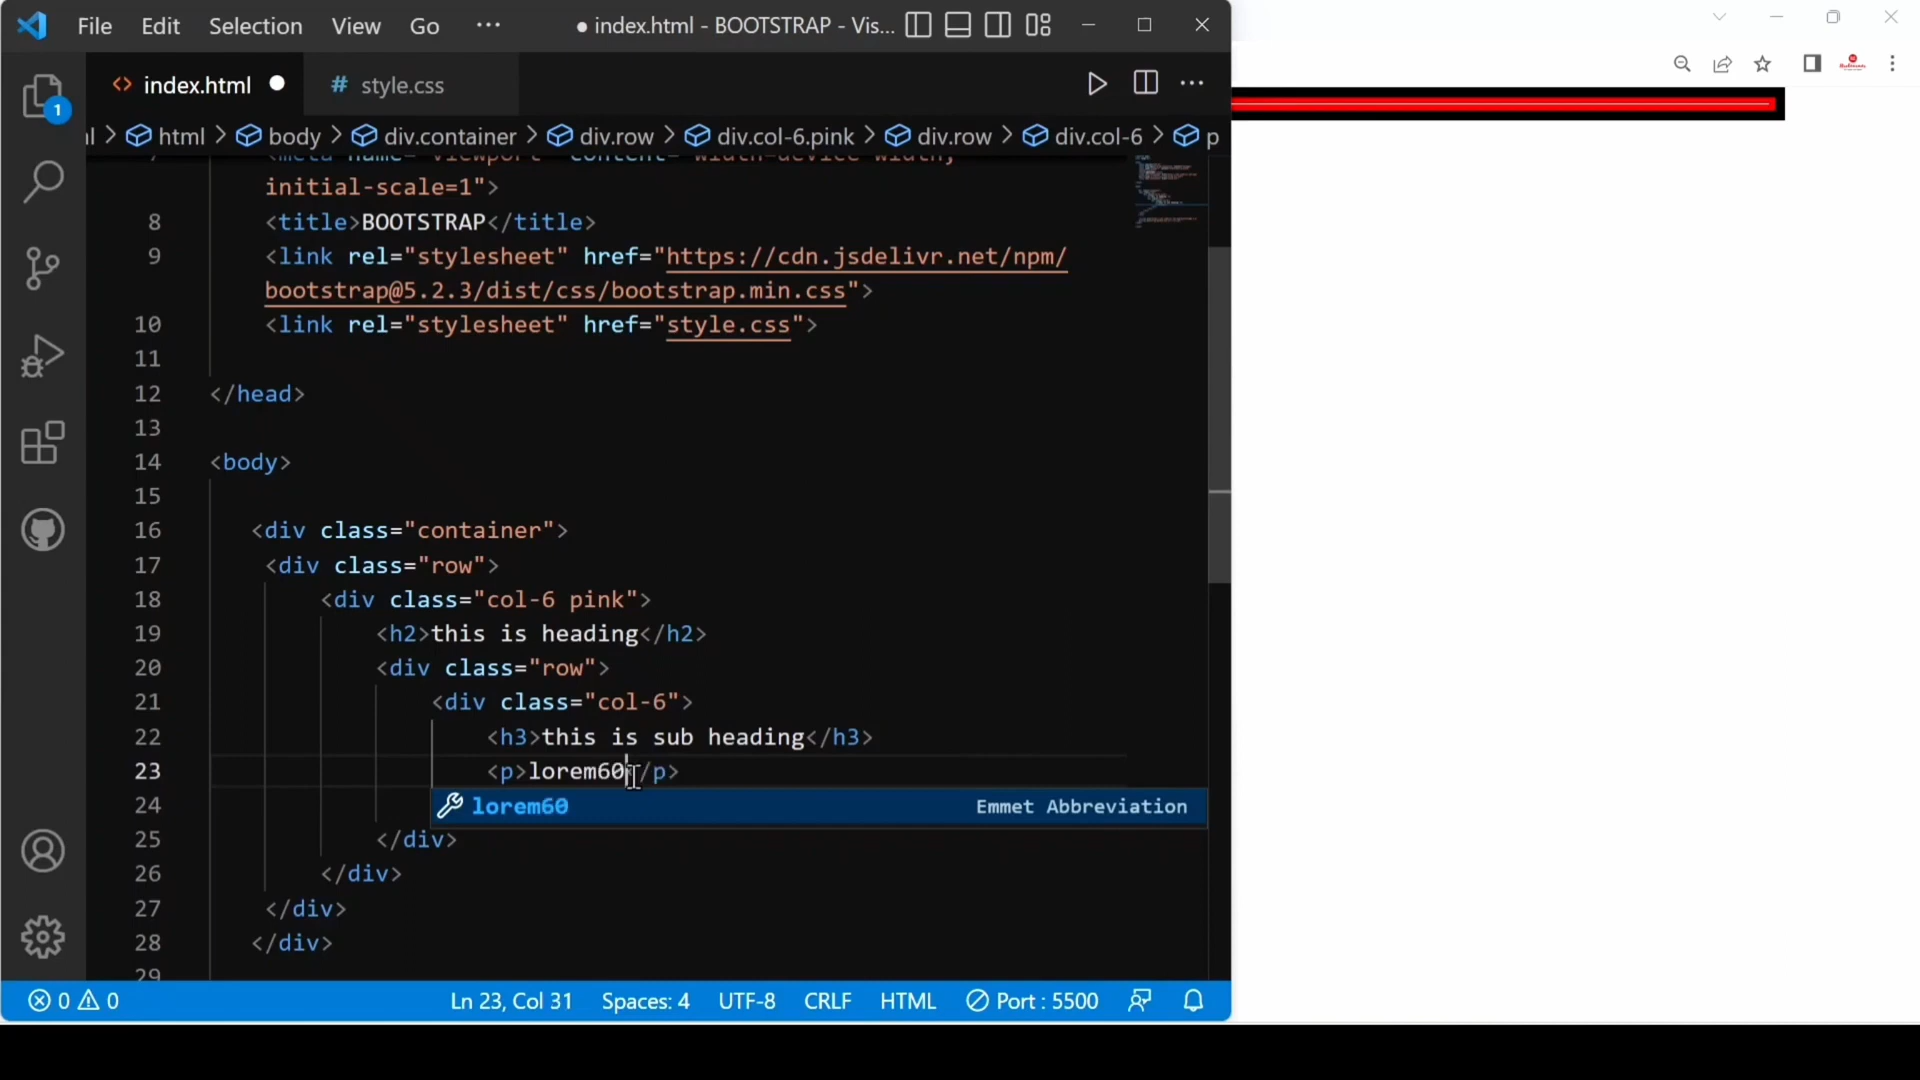 File Edit Selection View Go ··· ● index.html - BOOTSTRAP - Vis...
index.html ● # style.css
html > body > div.container > div.row > div.col-6.pink > div.row > div.col-6 > p
1
initial-scale=1">
8 <title>BOOTSTRAP</title>
9 <link rel="stylesheet" href="https://cdn.jsdelivr.net/npm/
bootstrap@5.2.3/dist/css/bootstrap.min.css">
10 <link rel="stylesheet" href="style.css">
11
12 </head>
13
14 <body>
15
16 <div class="container">
17 <div class="row">
18 <div class="col-6 pink">
19 <h2>this is heading</h2>
20 <div class="row">
21 <div class="col-6">
22 <h3>this is sub heading</h3>
23 <p>lorem60</p>
24 lorem60 Emmet Abbreviation
25 </div>
26 </div>
27 </div>
28 </div>
29
0 0 Ln 23, Col 31 Spaces: 4 UTF-8 CRLF HTML Port : 5500